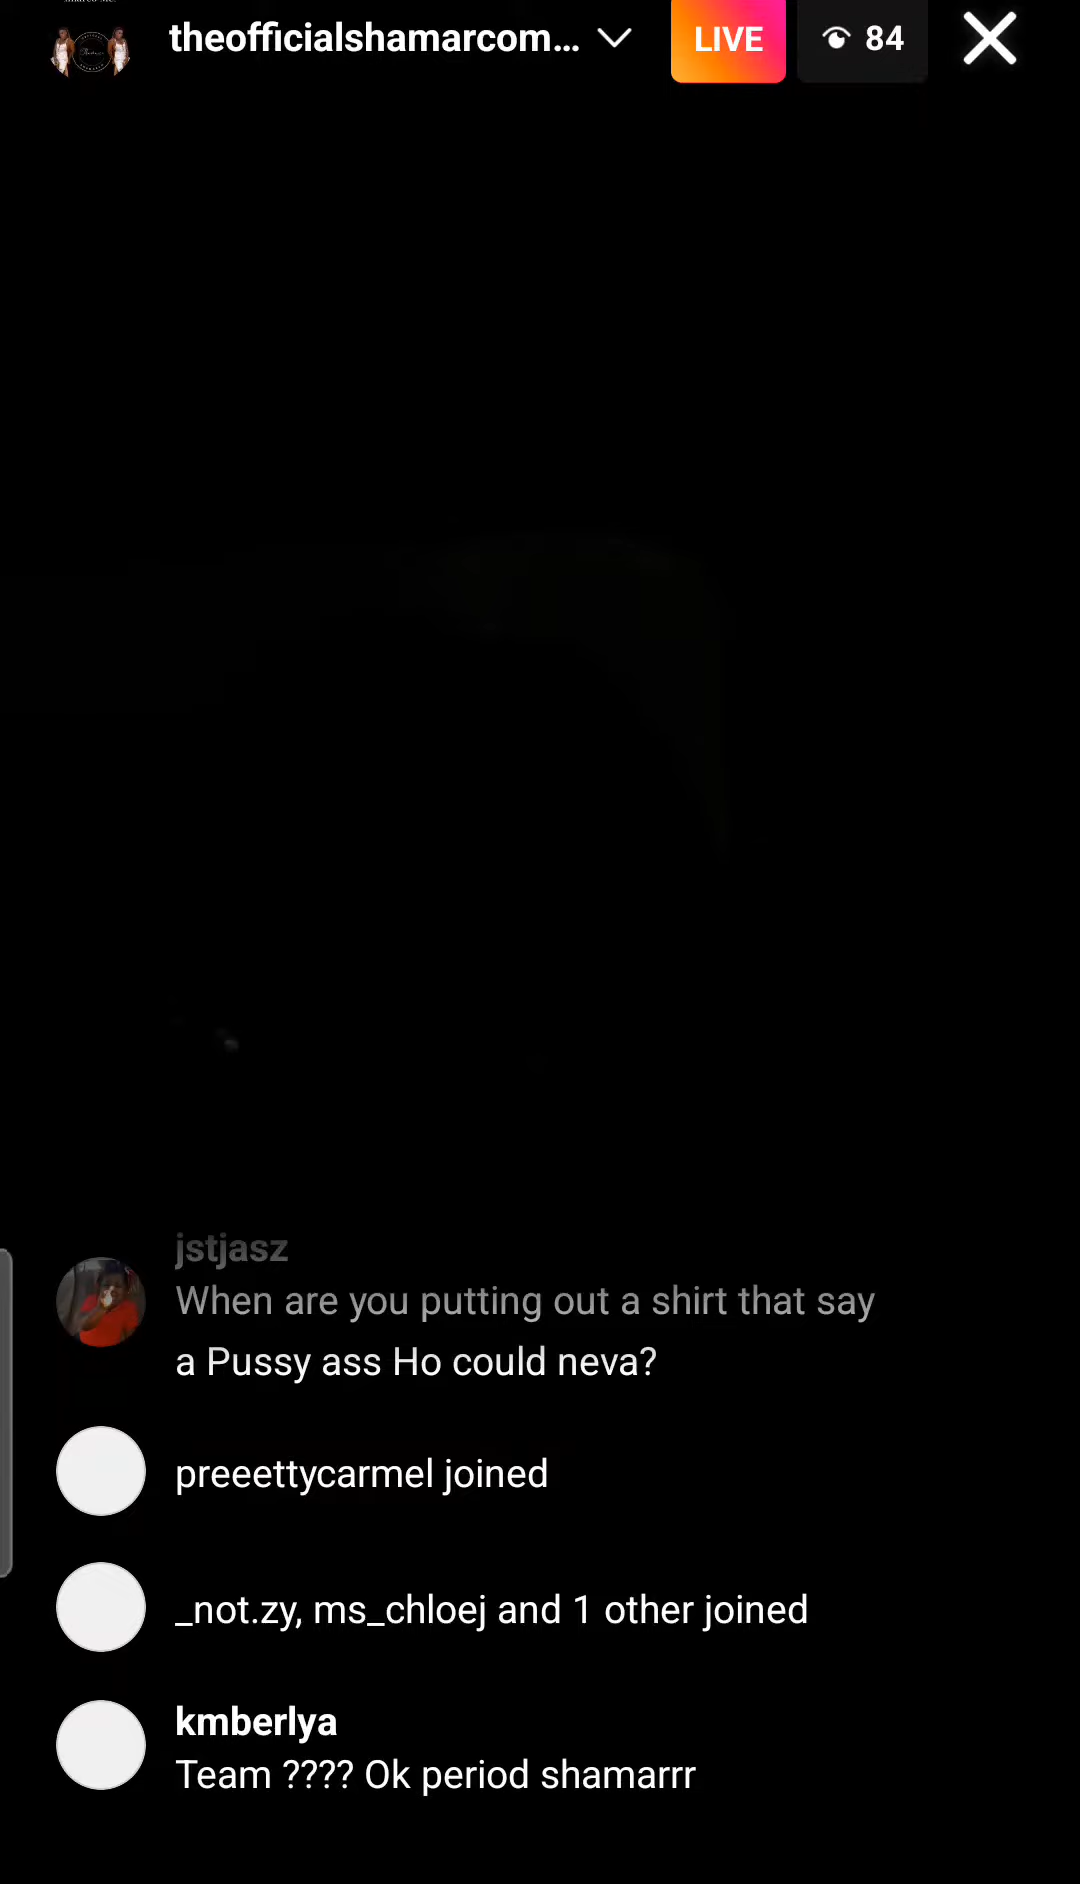 theofficialshamarcom...
LIVE
84
jstjasz
When are you putting out a shirt that say
a Pussy ass Ho could neva?
preeettycarmel joined
_not.zy, ms_chloej and 1 other joined
kmberlya
Team ???? Ok period shamarrr